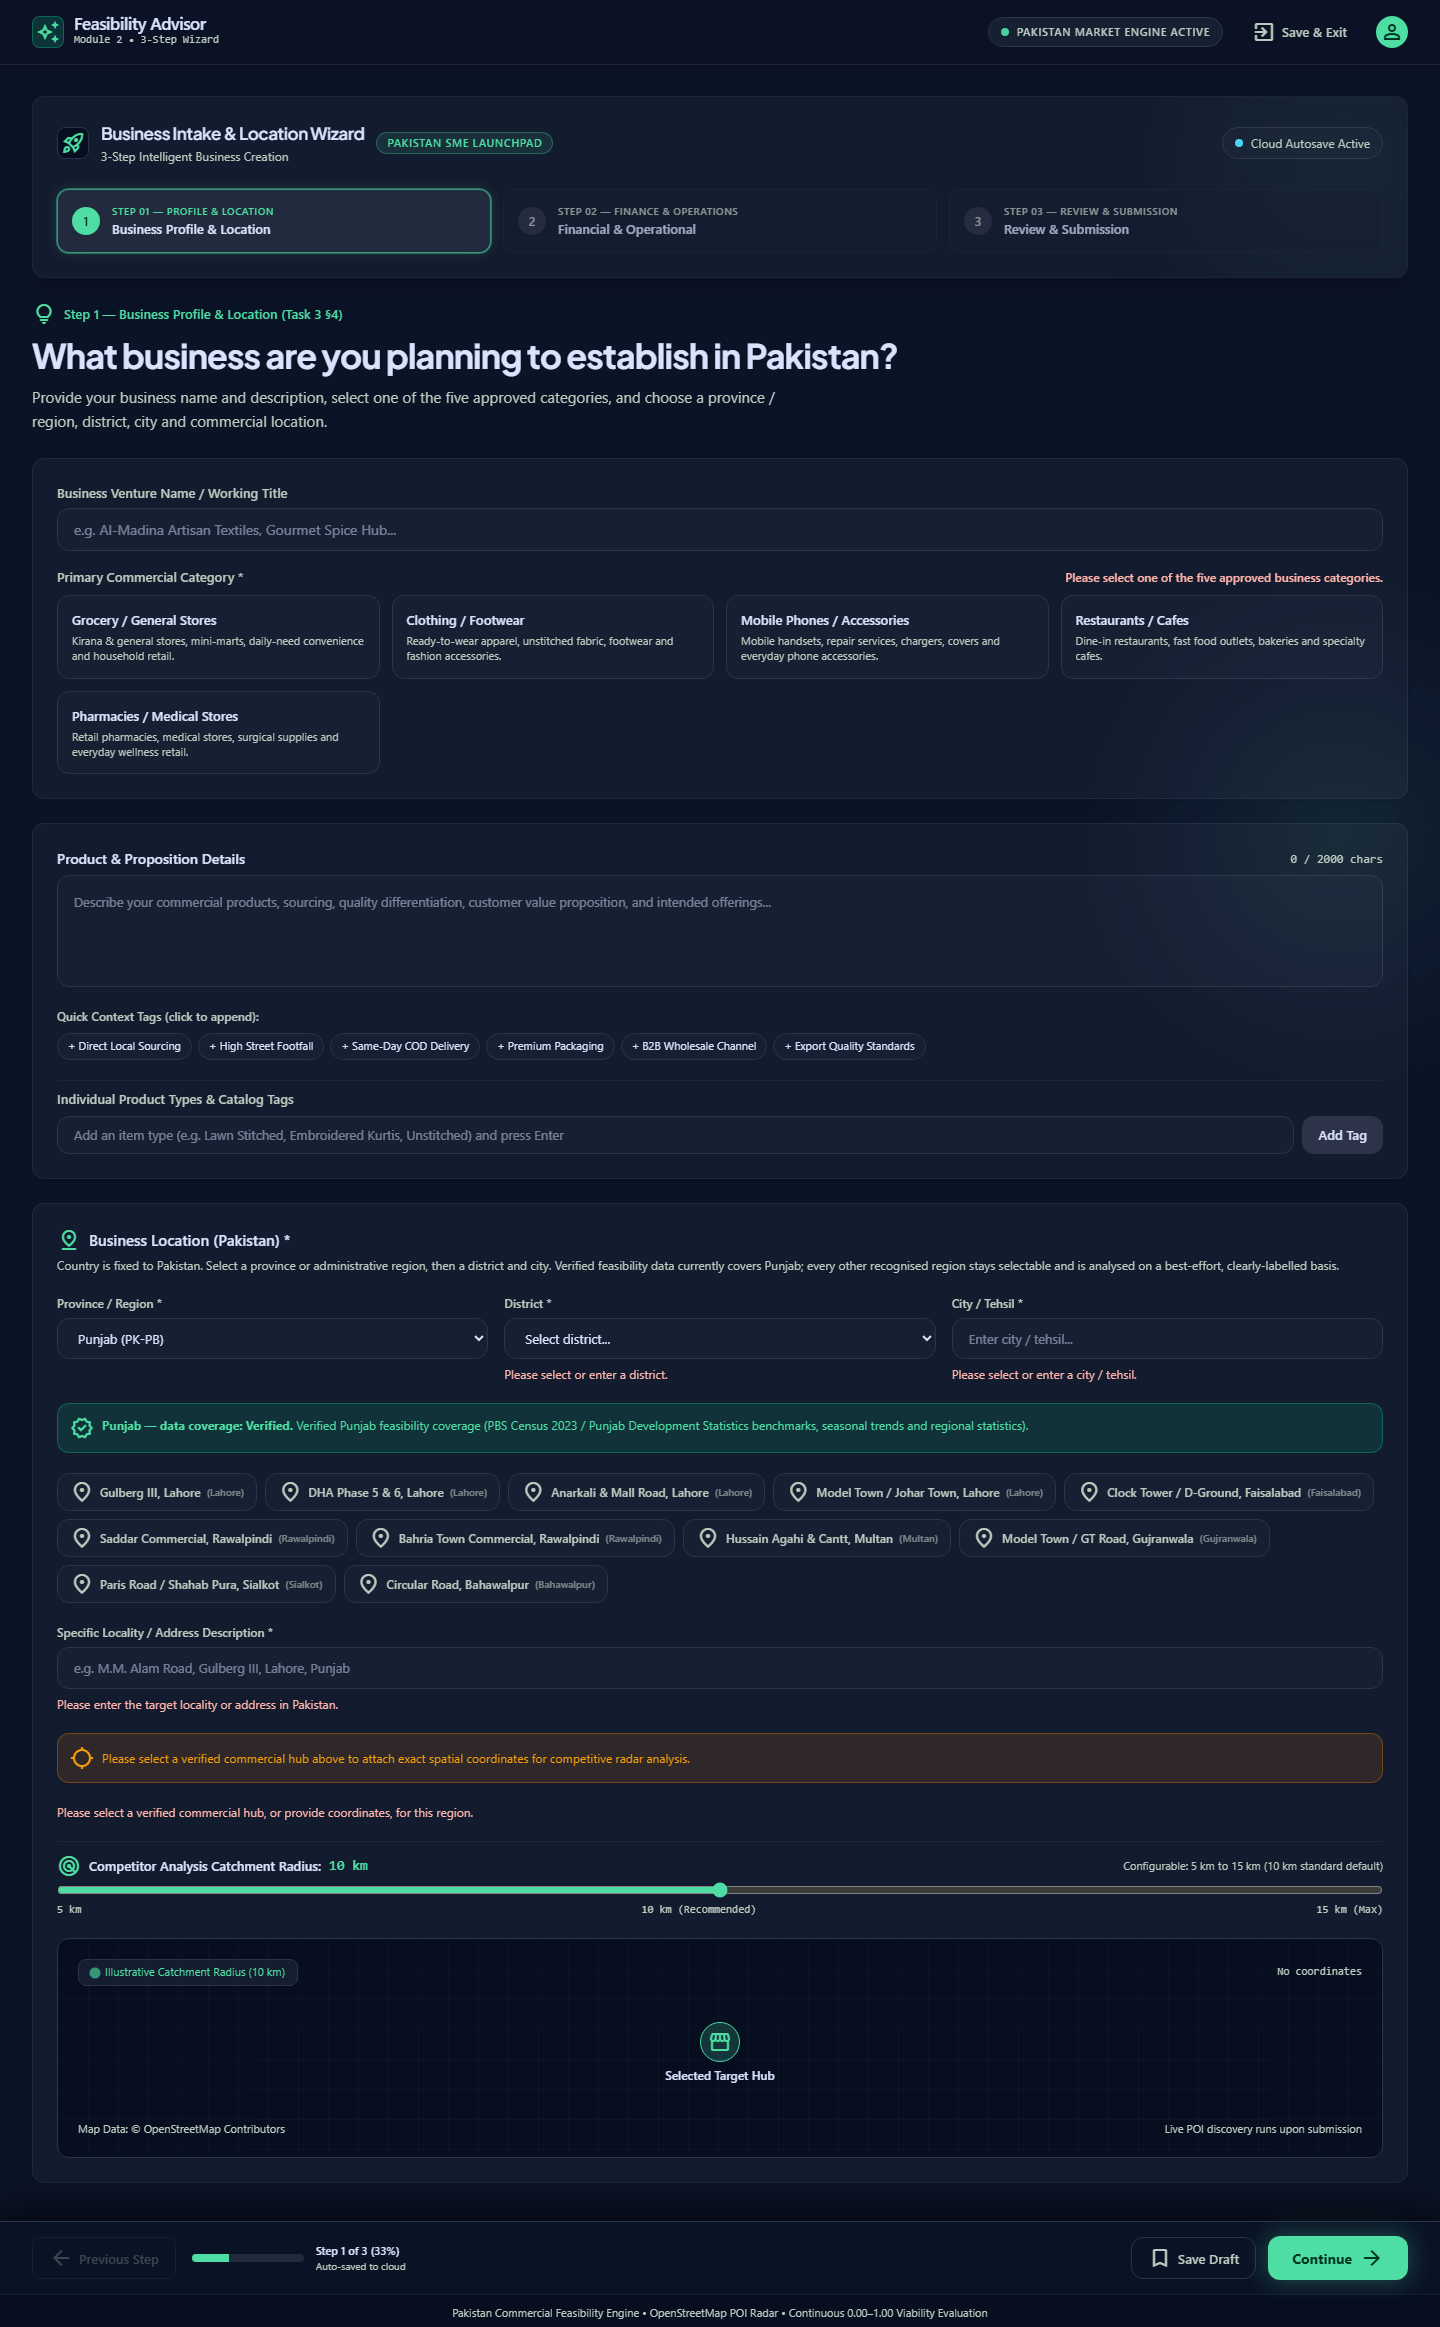 Feasibility Advisor
Module 2 • 3-Step Wizard
PAKISTAN MARKET ENGINE ACTIVE
Save & Exit
Business Intake & Location Wizard
3-Step Intelligent Business Creation
PAKISTAN SME LAUNCHPAD
Cloud Autosave Active
1
STEP 01 — PROFILE & LOCATION
Business Profile & Location
2
STEP 02 — FINANCE & OPERATIONS
Financial & Operational
3
STEP 03 — REVIEW & SUBMISSION
Review & Submission
Step 1 — Business Profile & Location (Task 3 §4)
What business are you planning to establish in Pakistan?
Provide your business name and description, select one of the five approved categories, and choose a province /
region, district, city and commercial location.
Business Venture Name / Working Title
e.g. Al-Madina Artisan Textiles, Gourmet Spice Hub...
Primary Commercial Category *
Please select one of the five approved business categories.
Grocery / General Stores
Kirana & general stores, mini-marts, daily-need convenience
and household retail.
Clothing / Footwear
Ready-to-wear apparel, unstitched fabric, footwear and
fashion accessories.
Mobile Phones / Accessories
Mobile handsets, repair services, chargers, covers and
everyday phone accessories.
Restaurants / Cafes
Dine-in restaurants, fast food outlets, bakeries and specialty
cafes.
Pharmacies / Medical Stores
Retail pharmacies, medical stores, surgical supplies and
everyday wellness retail.
Product & Proposition Details
0 / 2000 chars
Describe your commercial products, sourcing, quality differentiation, customer value proposition, and intended offerings...
Quick Context Tags (click to append):
+ Direct Local Sourcing
+ High Street Footfall
+ Same-Day COD Delivery
+ Premium Packaging
+ B2B Wholesale Channel
+ Export Quality Standards
Individual Product Types & Catalog Tags
Add an item type (e.g. Lawn Stitched, Embroidered Kurtis, Unstitched) and press Enter
Add Tag
Business Location (Pakistan) *
Country is fixed to Pakistan. Select a province or administrative region, then a district and city. Verified feasibility data currently covers Punjab; every other recognised region stays selectable and is analysed on a best-effort, clearly-labelled basis.
Province / Region *
District *
City / Tehsil *
Punjab (PK-PB)
Select district...
Enter city / tehsil...
Please select or enter a district.
Please select or enter a city / tehsil.
Punjab — data coverage: Verified. Verified Punjab feasibility coverage (PBS Census 2023 / Punjab Development Statistics benchmarks, seasonal trends and regional statistics).
Gulberg III, Lahore (Lahore)
DHA Phase 5 & 6, Lahore (Lahore)
Anarkali & Mall Road, Lahore (Lahore)
Model Town / Johar Town, Lahore (Lahore)
Clock Tower / D-Ground, Faisalabad (Faisalabad)
Saddar Commercial, Rawalpindi (Rawalpindi)
Bahria Town Commercial, Rawalpindi (Rawalpindi)
Hussain Agahi & Cantt, Multan (Multan)
Model Town / GT Road, Gujranwala (Gujranwala)
Paris Road / Shahab Pura, Sialkot (Sialkot)
Circular Road, Bahawalpur (Bahawalpur)
Specific Locality / Address Description *
e.g. M.M. Alam Road, Gulberg III, Lahore, Punjab
Please enter the target locality or address in Pakistan.
Please select a verified commercial hub above to attach exact spatial coordinates for competitive radar analysis.
Please select a verified commercial hub, or provide coordinates, for this region.
Competitor Analysis Catchment Radius: 10 km
Configurable: 5 km to 15 km (10 km standard default)
5 km
10 km (Recommended)
15 km (Max)
Illustrative Catchment Radius (10 km)
No coordinates
Selected Target Hub
Map Data: © OpenStreetMap Contributors
Live POI discovery runs upon submission
Previous Step
Step 1 of 3 (33%)
Auto-saved to cloud
Save Draft
Continue
Pakistan Commercial Feasibility Engine • OpenStreetMap POI Radar • Continuous 0.00–1.00 Viability Evaluation